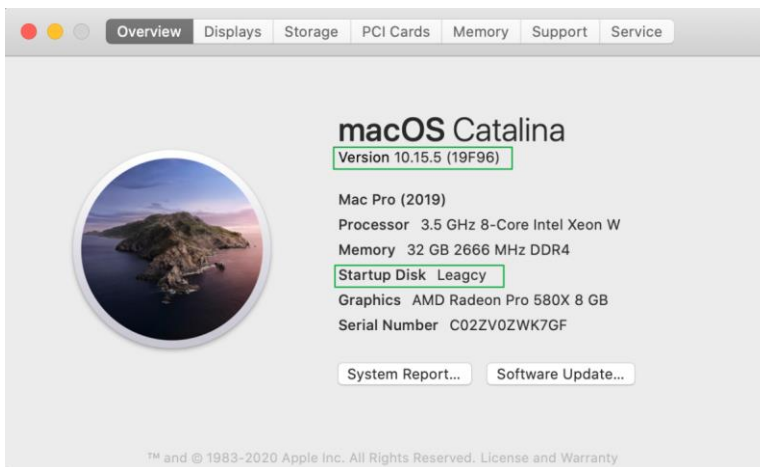 Overview Displays Storage PCI Cards Memory Support Service
macOS Catalina
Version 10.15.5 (19F96)
Mac Pro (2019)
Processor 3.5 GHz 8-Core Intel Xeon W
Memory 32 GB 2666 MHz DDR4
Startup Disk Leagcy
Graphics AMD Radeon Pro 580X 8 GB
Serial Number C02ZV0ZWK7GF
System Report... Software Update...
™ and © 1983-2020 Apple Inc. All Rights Reserved. License and Warranty